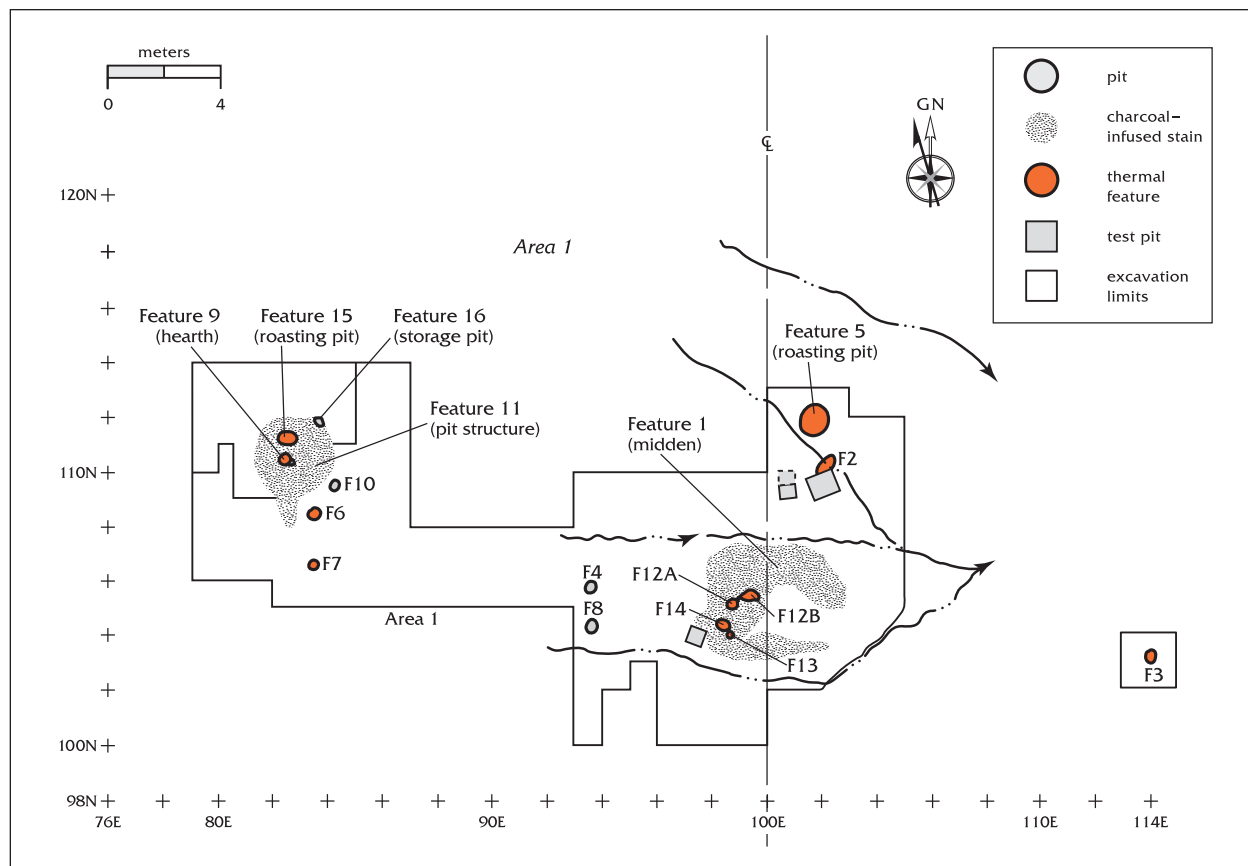 meters
0 4
GN
℄
pit
charcoal–
infused stain
thermal
feature
test pit
excavation
limits
120N
Area 1
Feature 9
(hearth)
Feature 15
(roasting pit)
Feature 16
(storage pit)
Feature 5
(roasting pit)
Feature 11
(pit structure)
Feature 1
(midden)
110N
F2
F10
F6
F7
F4
F12A
F8
F14
F12B
Area 1
F13
F3
100N
98N
76E 80E 90E 100E 110E 114E